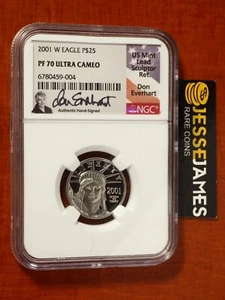 2001 W EAGLE P$25
PF 70 ULTRA CAMEO
6780459-004
Don Everhart
Authentic Hand-Signed
US Mint
Lead
Sculptor
Ret.
Don
Everhart
NGC
2001
JESSE JAMES
RARE COINS